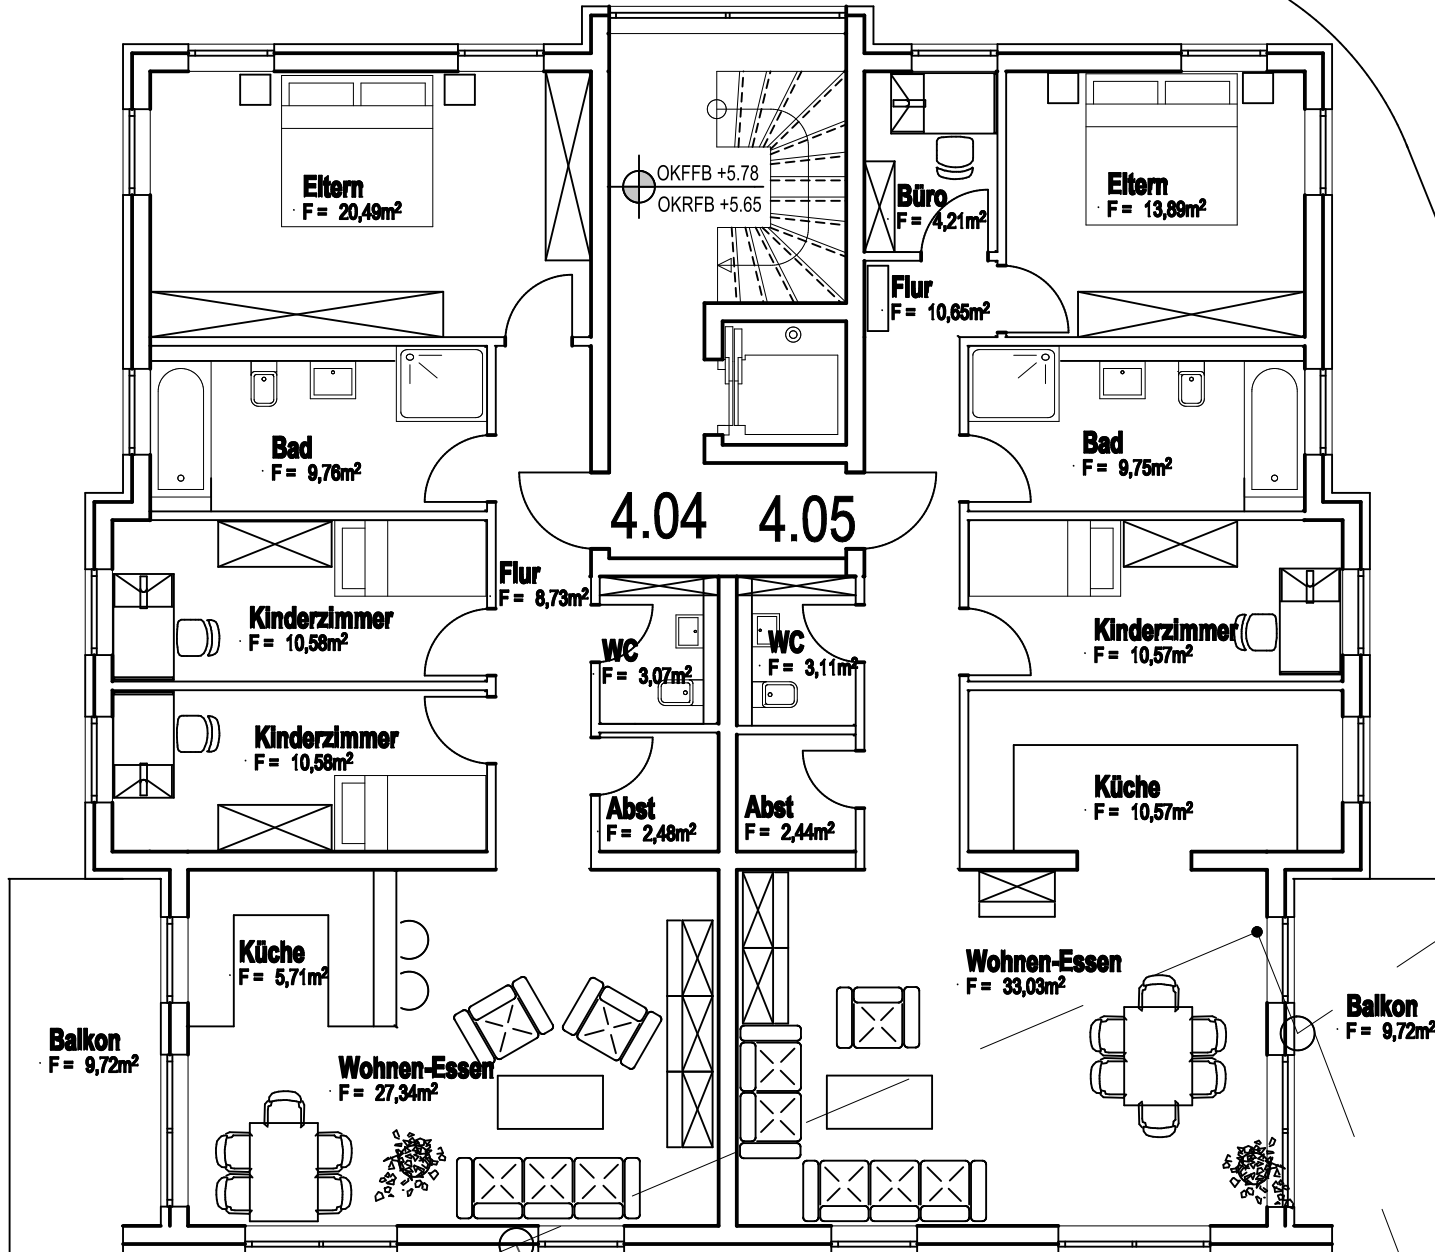 OKFFB +5.78
OKRFB +5.65
Eltern
F = 20,49m²
Büro
F = 4,21m²
Eltern
F = 13,89m²
Flur
F = 10,65m²
Bad
F = 9,76m²
Bad
F = 9,75m²
4.04
4.05
Flur
F = 8,73m²
Kinderzimmer
F = 10,58m²
WC
F = 3,07m²
WC
F = 3,11m²
Kinderzimmer
F = 10,57m²
Kinderzimmer
F = 10,58m²
Abst
F = 2,48m²
Abst
F = 2,44m²
Küche
F = 10,57m²
Küche
F = 5,71m²
Wohnen-Essen
F = 33,03m²
Balkon
F = 9,72m²
Wohnen-Essen
F = 27,34m²
Balkon
F = 9,72m²